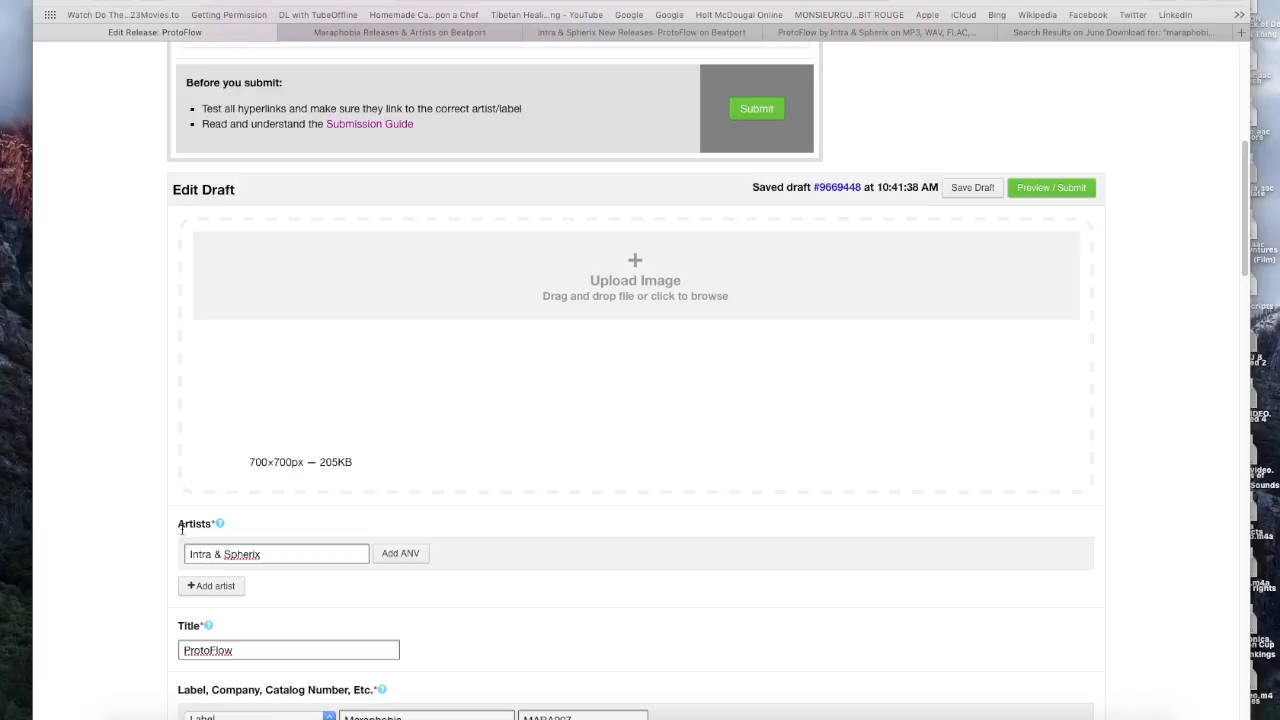 Watch Do The...23Movies.to Getting Permission DL with TubeOffline Homemade Ca...pon a Chef Tibetan Heali...ng - YouTube Google Google Holt McDougal Online MONSIEURGU...BIT ROUGE Apple iCloud Bing Wikipedia Facebook Twitter LinkedIn >>
Edit Release: ProtoFlow Maraphobia Releases & Artists on Beatport Intra & Spherix New Releases: ProtoFlow on Beatport ProtoFlow by Intra & Spherix on MP3, WAV, FLAC,... Search Results on Juno Download for: "maraphobi... +
Before you submit:
Test all hyperlinks and make sure they link to the correct artist/label
Read and understand the Submission Guide
Submit
Edit Draft Saved draft #9669448 at 10:41:38 AM Save Draft Preview / Submit
+
Upload Image
Drag and drop file or click to browse
700×700px — 205KB
Artists*?
Intra & Spherix Add ANV
+Add artist
Title*?
ProtoFlow
Label, Company, Catalog Number, Etc.*?
Label Maraphobia MARA007